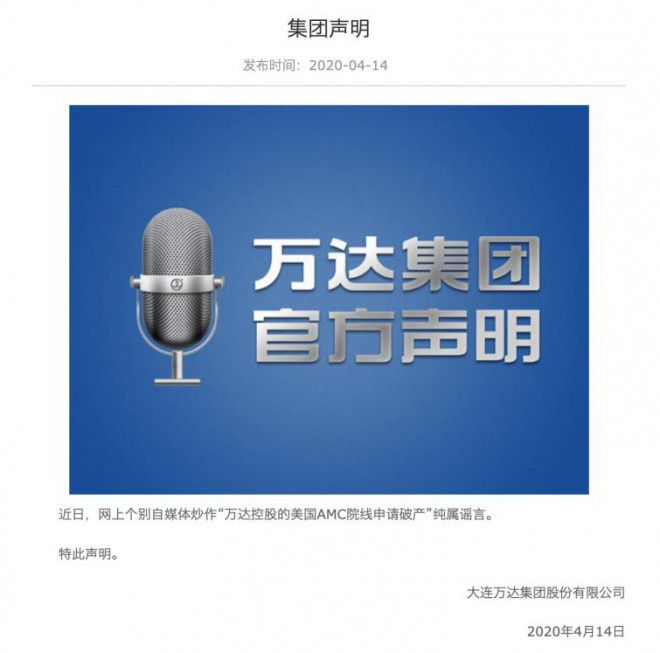 集团声明
发布时间：2020-04-14
万达集团
官方声明
近日，网上个别自媒体炒作“万达控股的美国AMC院线申请破产”纯属谣言。
特此声明。
大连万达集团股份有限公司
2020年4月14日